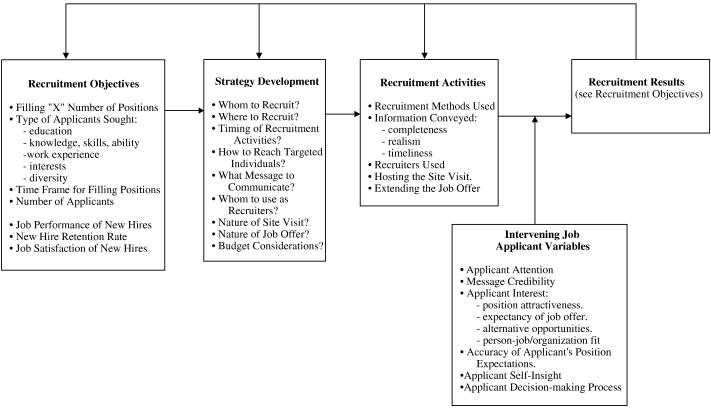 Recruitment Objectives
• Filling "X" Number of Positions
• Type of Applicants Sought:
- education
- knowledge, skills, ability
-work experience
- interests
- diversity
• Time Frame for Filling Positions
• Number of Applicants
• Job Performance of New Hires
• New Hire Retention Rate
• Job Satisfaction of New Hires
Strategy Development
• Whom to Recruit?
• Where to Recruit?
• Timing of Recruitment
Activities?
• How to Reach Targeted
Individuals?
• What Message to
Communicate?
• Whom to use as
Recruiters?
• Nature of Site Visit?
• Nature of Job Offer?
• Budget Considerations?
Recruitment Activities
• Recruitment Methods Used
• Information Conveyed:
- completeness
- realism
- timeliness
• Recruiters Used
• Hosting the Site Visit.
• Extending the Job Offer
Recruitment Results
(see Recruitment Objectives)
Intervening Job
Applicant Variables
• Applicant Attention
• Message Credibility
• Applicant Interest:
- position attractiveness.
- expectancy of job offer.
- alternative opportunities.
- person-job/organization fit
• Accuracy of Applicant's Position
Expectations.
•Applicant Self-Insight
•Applicant Decision-making Process